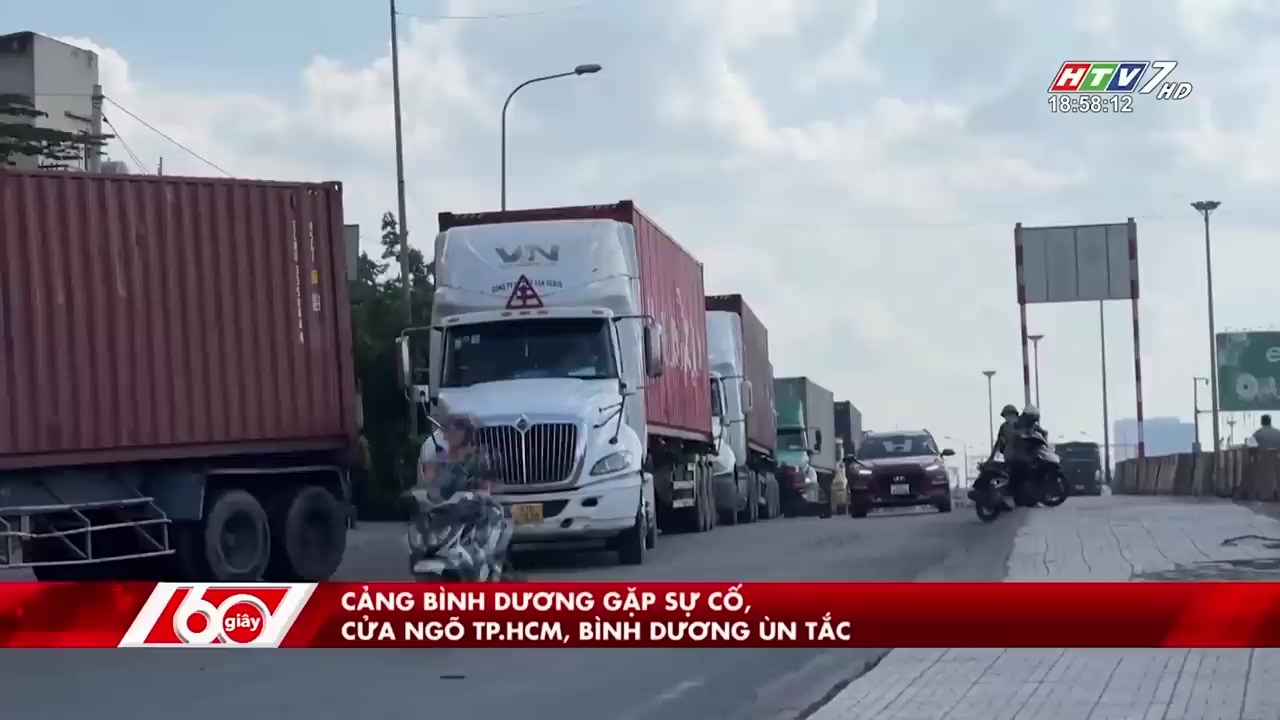 HTV7 HD
18:58:12
VN
60 giây
CẢNG BÌNH DƯƠNG GẶP SỰ CỐ,
CỬA NGÕ TP.HCM, BÌNH DƯƠNG ÙN TẮC